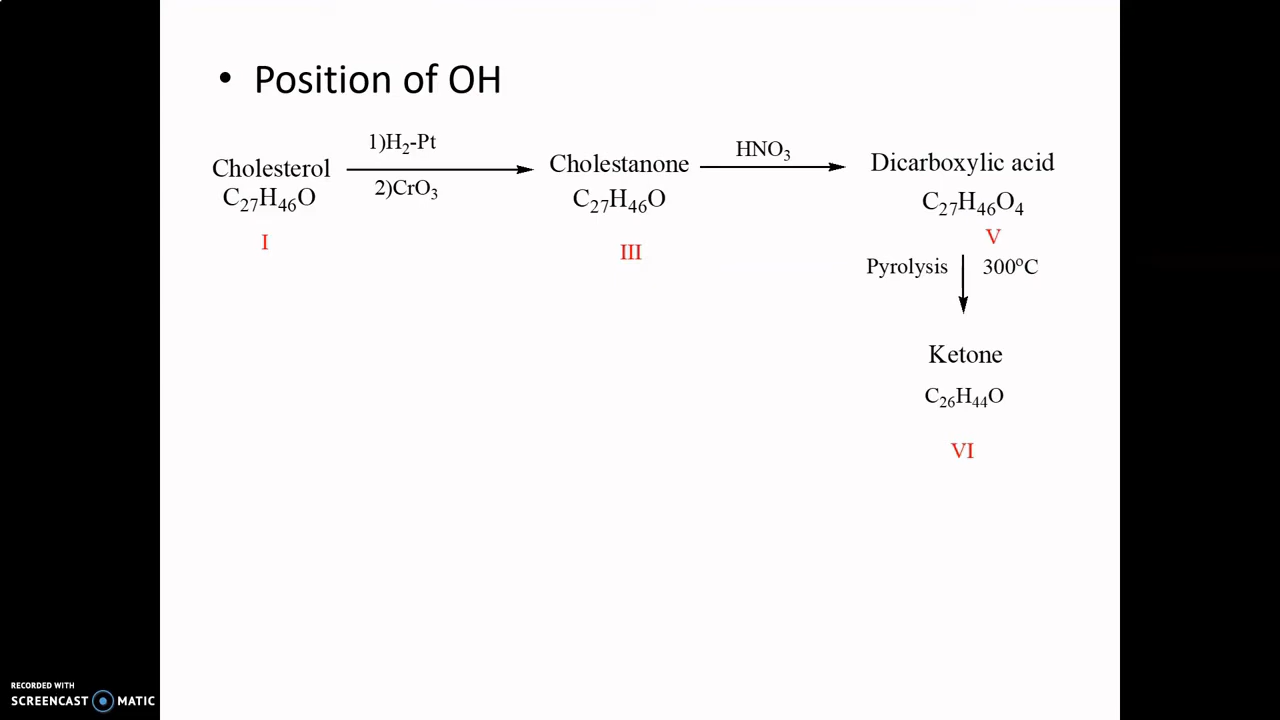 • Position of OH
1)H₂-Pt
Cholesterol
2)CrO₃
C₂₇H₄₆O
I
Cholestanone
C₂₇H₄₆O
III
HNO₃
Dicarboxylic acid
C₂₇H₄₆O₄
V
Pyrolysis 300°C
Ketone
C₂₆H₄₄O
VI
RECORDED WITH
SCREENCAST MATIC